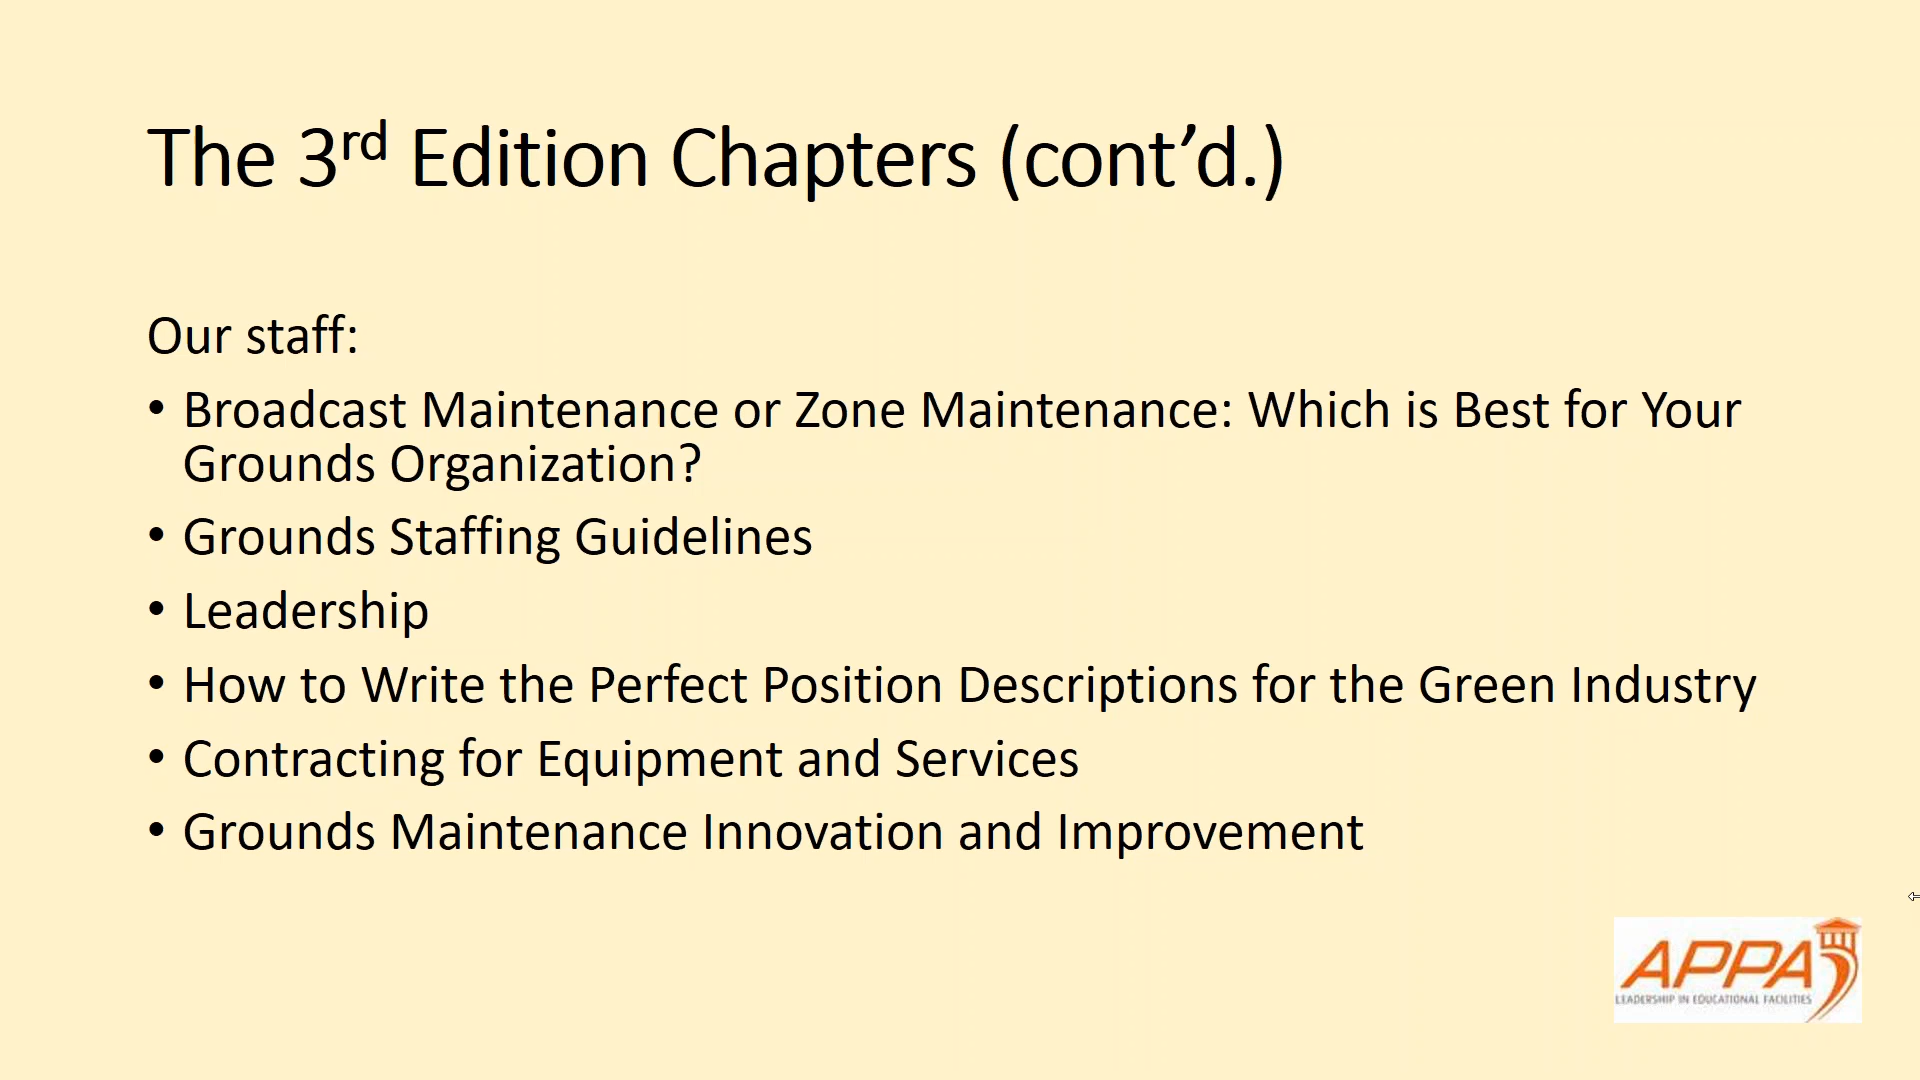 The 3rd Edition Chapters (cont’d.)
Our staff:
• Broadcast Maintenance or Zone Maintenance: Which is Best for Your
Grounds Organization?
• Grounds Staffing Guidelines
• Leadership
• How to Write the Perfect Position Descriptions for the Green Industry
• Contracting for Equipment and Services
• Grounds Maintenance Innovation and Improvement
APPA
LEADERSHIP IN EDUCATIONAL FACILITIES